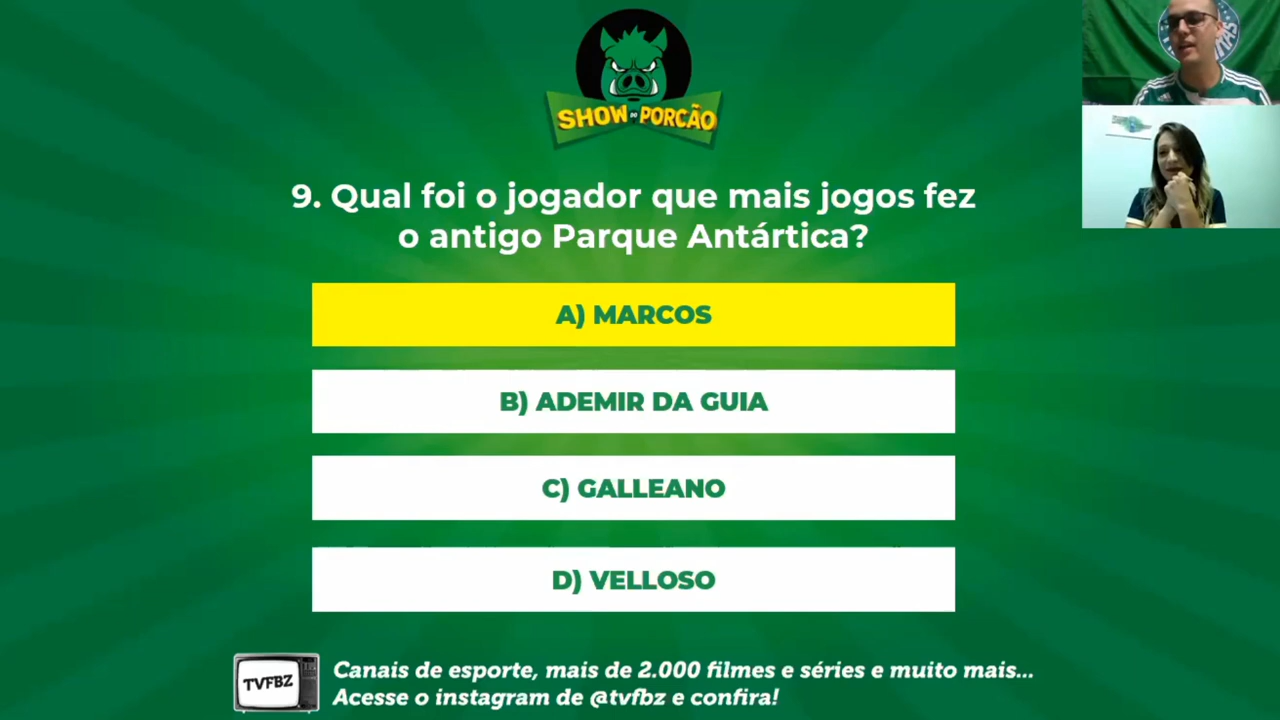 SHOW DO PORCÃO
9. Qual foi o jogador que mais jogos fez
o antigo Parque Antártica?
A) MARCOS
B) ADEMIR DA GUIA
C) GALLEANO
D) VELLOSO
TVFBZ
Canais de esporte, mais de 2.000 filmes e séries e muito mais...
Acesse o instagram de @tvfbz e confira!